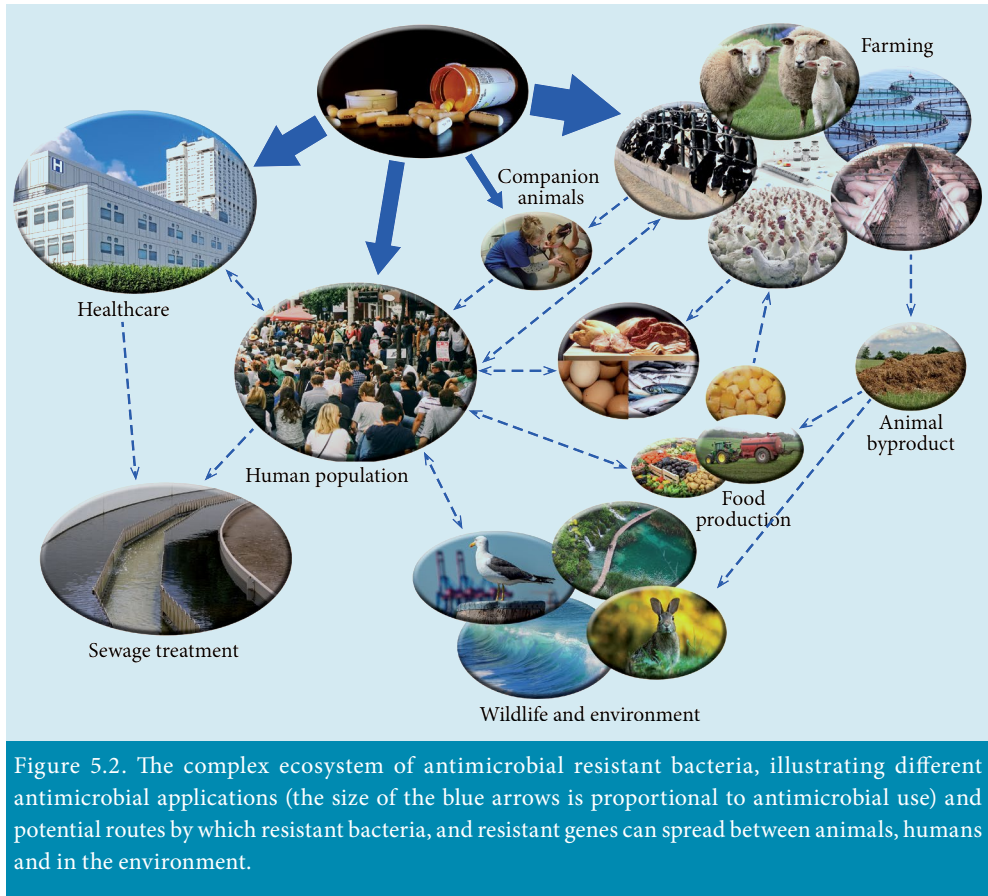 Farming
Companion
animals
H
Healthcare
Animal
byproduct
Human population
Food
production
Sewage treatment
Wildlife and environment
Figure 5.2. The complex ecosystem of antimicrobial resistant bacteria, illustrating different
antimicrobial applications (the size of the blue arrows is proportional to antimicrobial use) and
potential routes by which resistant bacteria, and resistant genes can spread between animals, humans
and in the environment.